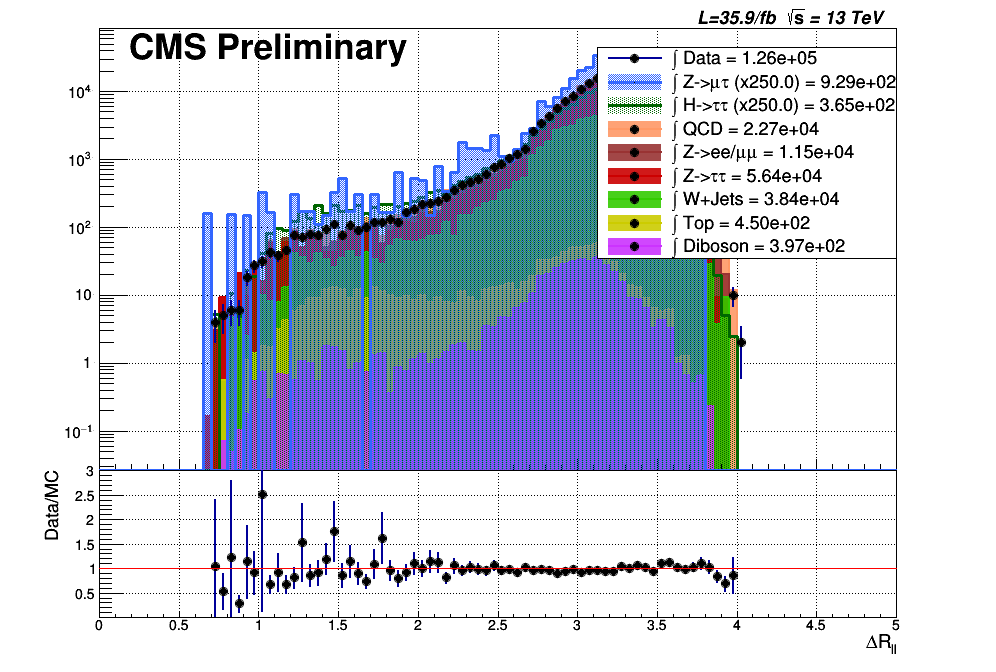 L=35.9/fb √s = 13 TeV
CMS Preliminary
∫ Data = 1.26e+05
∫ Z->μτ (x250.0) = 9.29e+02
∫ H->ττ (x250.0) = 3.65e+02
∫ QCD = 2.27e+04
∫ Z->ee/μμ = 1.15e+04
∫ Z->ττ = 5.64e+04
∫ W+Jets = 3.84e+04
∫ Top = 4.50e+02
∫ Diboson = 3.97e+02
10⁴
10³
10²
10
1
10⁻¹
Data/MC
3
2.5
2
1.5
1
0.5
0 0.5 1 1.5 2 2.5 3 3.5 4 4.5 5
ΔR_ll